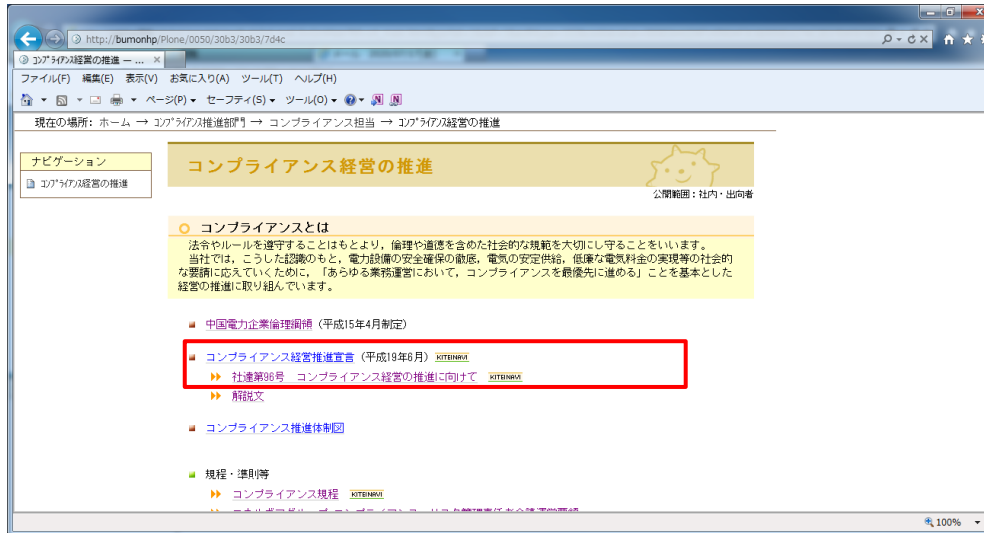 http://bumonhp/Plone/0050/30b3/30b3/7d4c
ｺﾝﾌﾟﾗｲｱﾝｽ経営の推進 — ...
ファイル(F) 編集(E) 表示(V) お気に入り(A) ツール(T) ヘルプ(H)
ページ(P) セーフティ(S) ツール(O)
現在の場所: ホーム → ｺﾝﾌﾟﾗｲｱﾝｽ推進部門 → コンプライアンス担当 → ｺﾝﾌﾟﾗｲｱﾝｽ経営の推進
ナビゲーション
ｺﾝﾌﾟﾗｲｱﾝｽ経営の推進
コンプライアンス経営の推進
公開範囲：社内・出向者
コンプライアンスとは
法令やルールを遵守することはもとより，倫理や道徳を含めた社会的な規範を大切にし守ることをいいます。
当社では，こうした認識のもと，電力設備の安全確保の徹底，電気の安定供給，低廉な電気料金の実現等の社会的
な要請に応えていくために，「あらゆる業務運営において，コンプライアンスを最優先に進める」ことを基本とした
経営の推進に取り組んでいます。
中国電力企業倫理綱領（平成15年4月制定）
コンプライアンス経営推進宣言（平成19年6月） KITEINAVI
社達第96号 コンプライアンス経営の推進に向けて KITEINAVI
解説文
コンプライアンス推進体制図
規程・準則等
コンプライアンス規程 KITEINAVI
100%